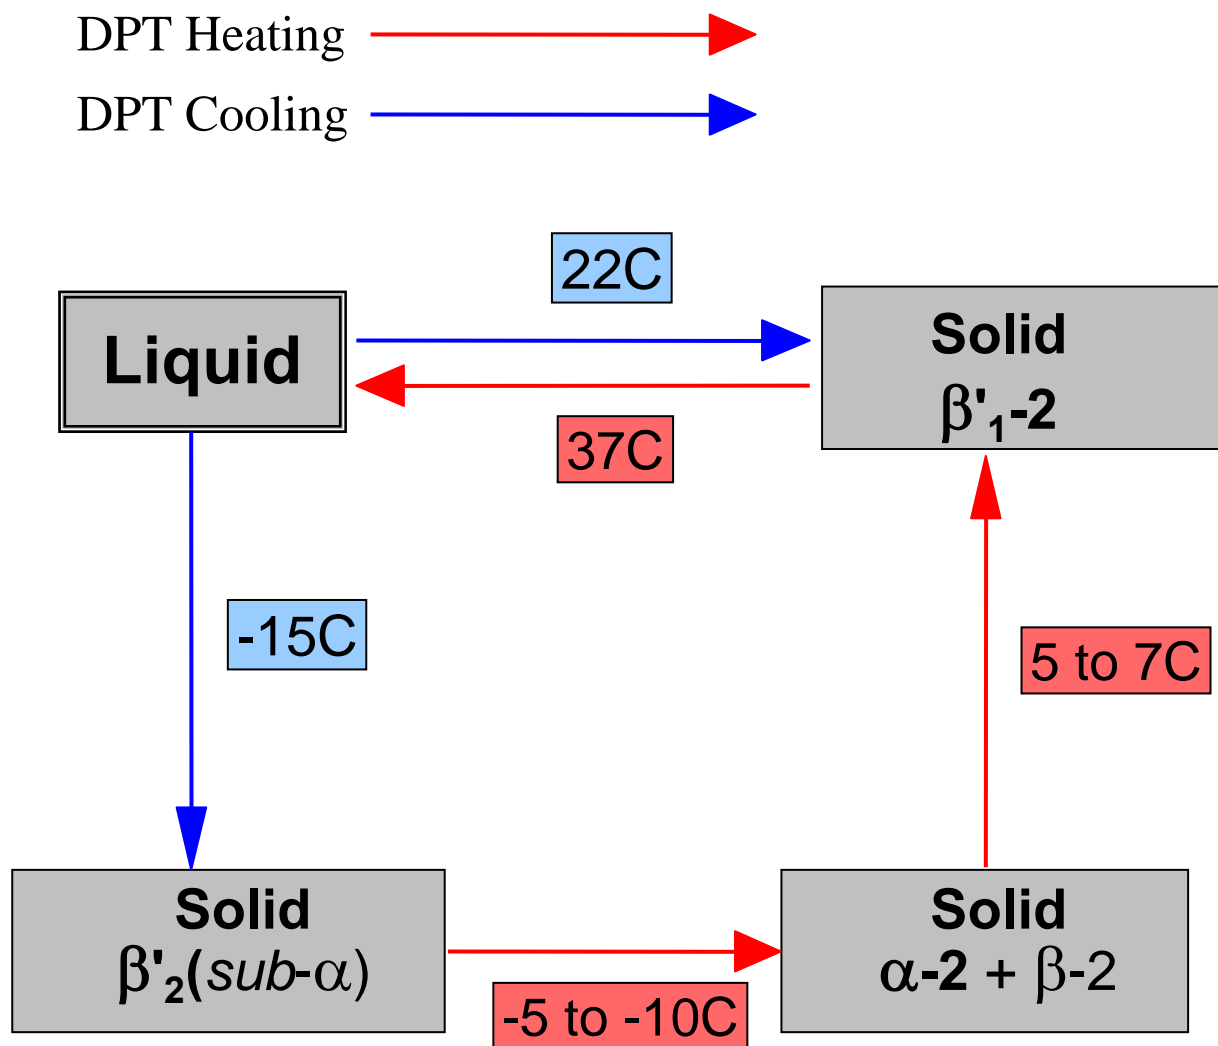 DPT Heating
DPT Cooling
22C
Liquid
Solid
β'₁-2
37C
-15C
5 to 7C
Solid
β'₂(sub-α)
Solid
α-2 + β-2
-5 to -10C